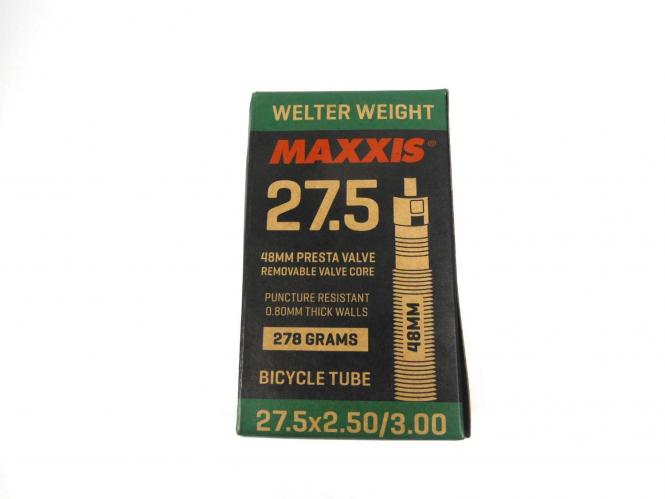 WELTER WEIGHT
MAXXIS®
27.5
48MM PRESTA VALVE
REMOVABLE VALVE CORE
PUNCTURE RESISTANT
0.80MM THICK WALLS
278 GRAMS
48MM
BICYCLE TUBE
27.5x2.50/3.00